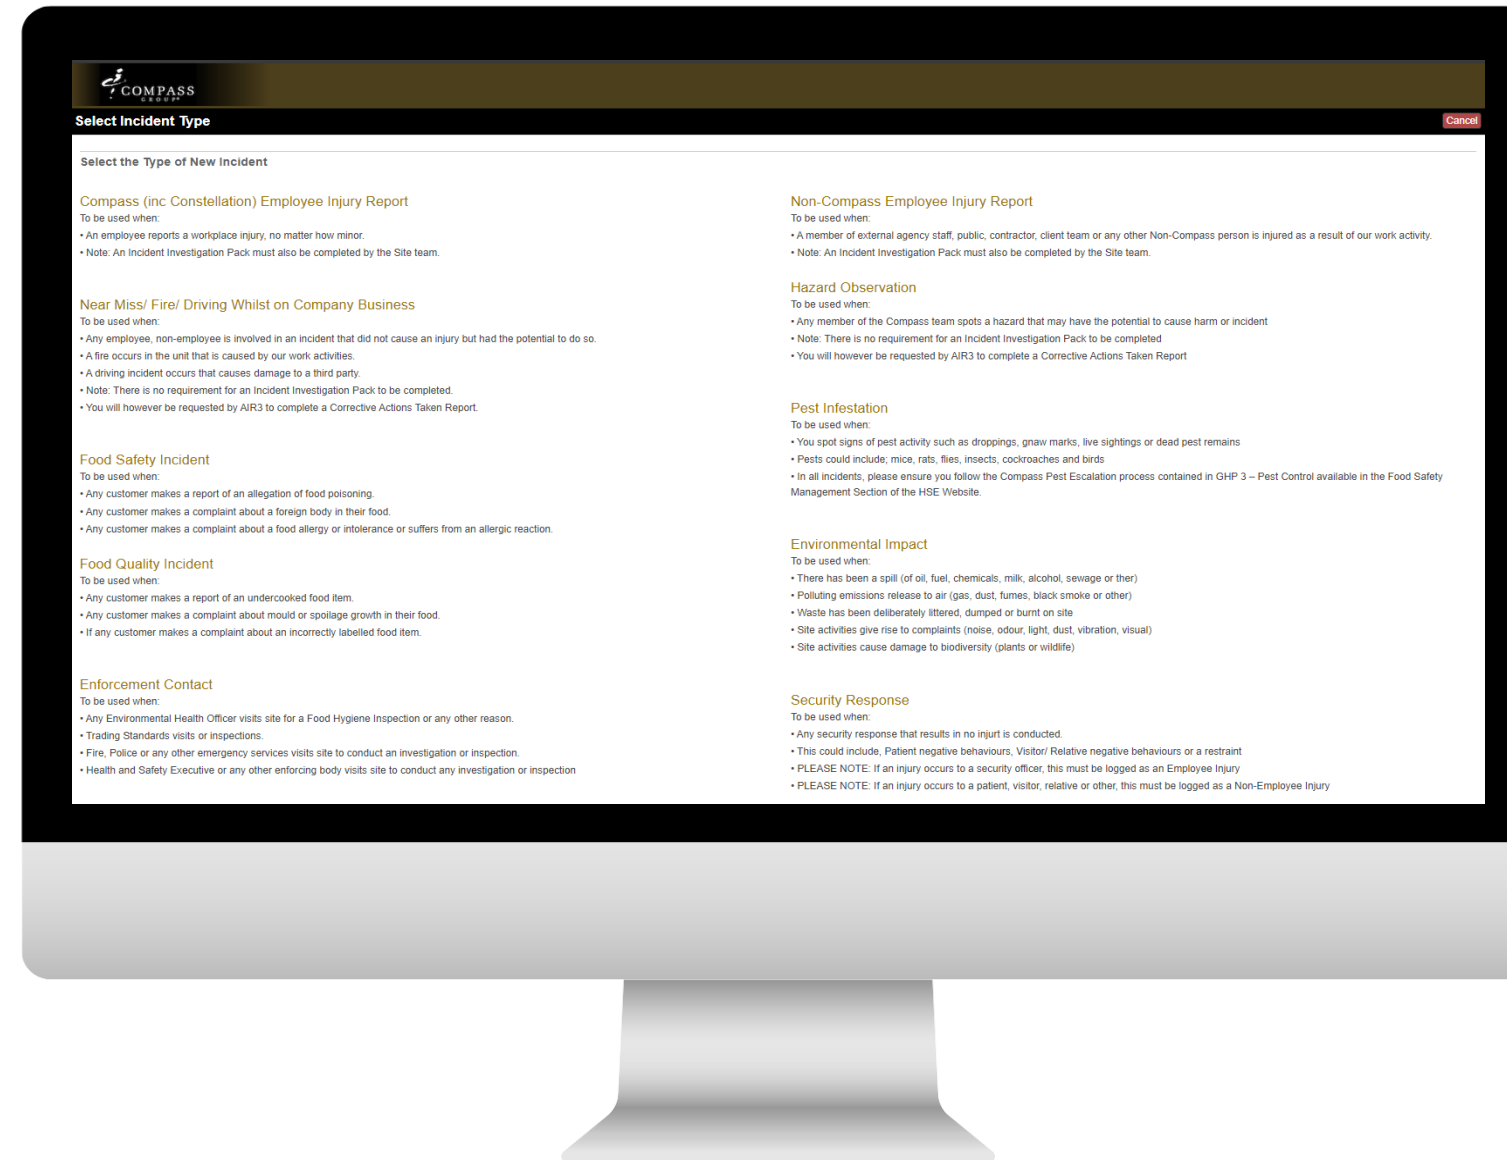 COMPASS
GROUP®
Select Incident Type
Cancel
Select the Type of New Incident
Compass (inc Constellation) Employee Injury Report
To be used when:
• An employee reports a workplace injury, no matter how minor.
• Note: An Incident Investigation Pack must also be completed by the Site team.
Near Miss/ Fire/ Driving Whilst on Company Business
To be used when:
• Any employee, non-employee is involved in an incident that did not cause an injury but had the potential to do so.
• A fire occurs in the unit that is caused by our work activities.
• A driving incident occurs that causes damage to a third party.
• Note: There is no requirement for an Incident Investigation Pack to be completed.
• You will however be requested by AIR3 to complete a Corrective Actions Taken Report.
Food Safety Incident
To be used when:
• Any customer makes a report of an allegation of food poisoning.
• Any customer makes a complaint about a foreign body in their food.
• Any customer makes a complaint about a food allergy or intolerance or suffers from an allergic reaction.
Food Quality Incident
To be used when:
• Any customer makes a report of an undercooked food item.
• Any customer makes a complaint about mould or spoilage growth in their food.
• If any customer makes a complaint about an incorrectly labelled food item.
Enforcement Contact
To be used when:
• Any Environmental Health Officer visits site for a Food Hygiene Inspection or any other reason.
• Trading Standards visits or inspections.
• Fire, Police or any other emergency services visits site to conduct an investigation or inspection.
• Health and Safety Executive or any other enforcing body visits site to conduct any investigation or inspection
Non-Compass Employee Injury Report
To be used when:
• A member of external agency staff, public, contractor, client team or any other Non-Compass person is injured as a result of our work activity.
• Note: An Incident Investigation Pack must also be completed by the Site team.
Hazard Observation
To be used when:
• Any member of the Compass team spots a hazard that may have the potential to cause harm or incident
• Note: There is no requirement for an Incident Investigation Pack to be completed
• You will however be requested by AIR3 to complete a Corrective Actions Taken Report
Pest Infestation
To be used when:
• You spot signs of pest activity such as droppings, gnaw marks, live sightings or dead pest remains
• Pests could include; mice, rats, flies, insects, cockroaches and birds
• In all incidents, please ensure you follow the Compass Pest Escalation process contained in GHP 3 – Pest Control available in the Food Safety
Management Section of the HSE Website.
Environmental Impact
To be used when:
• There has been a spill (of oil, fuel, chemicals, milk, alcohol, sewage or ther)
• Polluting emissions release to air (gas, dust, fumes, black smoke or other)
• Waste has been deliberately littered, dumped or burnt on site
• Site activities give rise to complaints (noise, odour, light, dust, vibration, visual)
• Site activities cause damage to biodiversity (plants or wildlife)
Security Response
To be used when:
• Any security response that results in no injurt is conducted.
• This could include, Patient negative behaviours, Visitor/ Relative negative behaviours or a restraint
• PLEASE NOTE: If an injury occurs to a security officer, this must be logged as an Employee Injury
• PLEASE NOTE: If an injury occurs to a patient, visitor, relative or other, this must be logged as a Non-Employee Injury